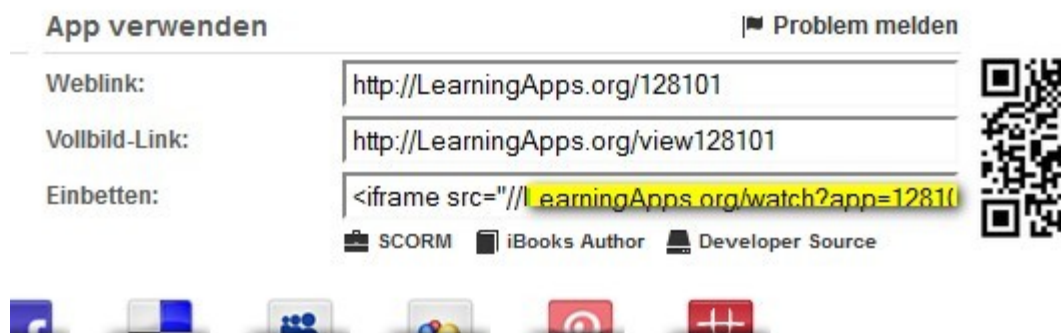 App verwenden
Problem melden
Weblink:
http://LearningApps.org/128101
Vollbild-Link:
http://LearningApps.org/view128101
Einbetten:
<iframe src="//LearningApps.org/watch?app=12810
SCORM iBooks Author Developer Source